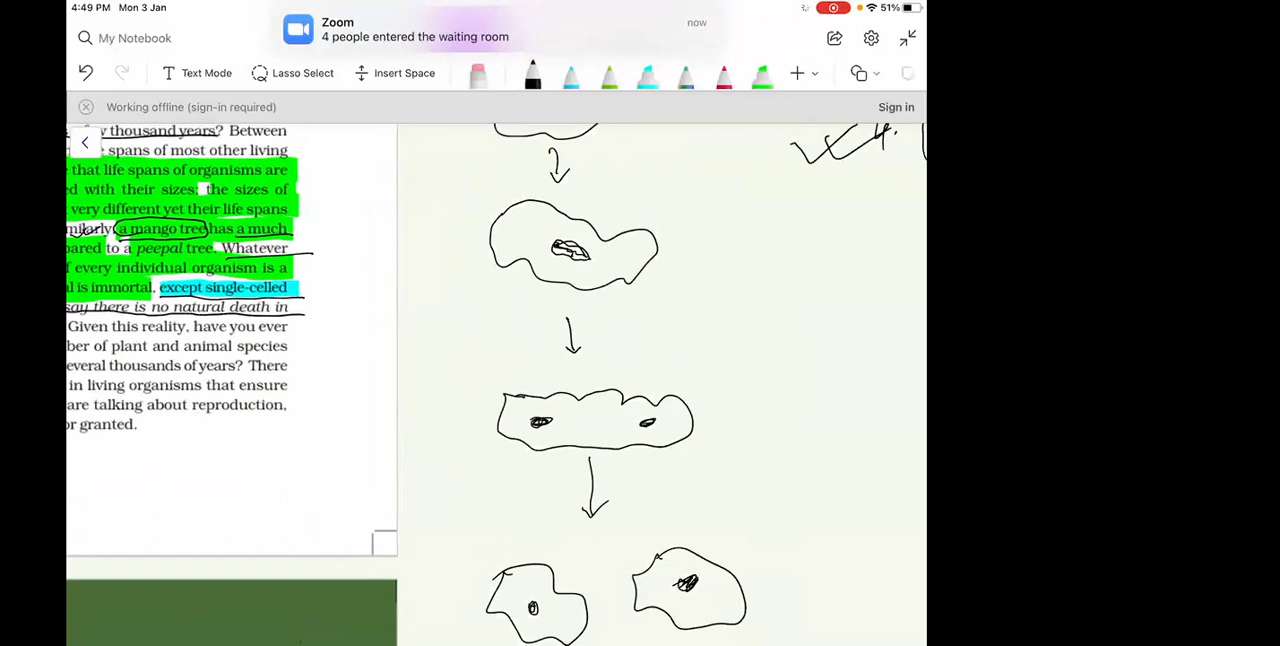 4:49 PM Mon 3 Jan
51%
Zoom
now
4 people entered the waiting room
My Notebook
Text Mode
Lasso Select
Insert Space
Working offline (sign-in required)
Sign in
thousand years? Between
spans of most other living
that life spans of organisms are
ed with their sizes; the sizes of
very different yet their life spans
milarly, a mango tree has a much
pared to a peepal tree. Whatever
f every individual organism is a
l is immortal, except single-celled
say there is no natural death in
Given this reality, have you ever
ber of plant and animal species
everal thousands of years? There
in living organisms that ensure
are talking about reproduction,
or granted.